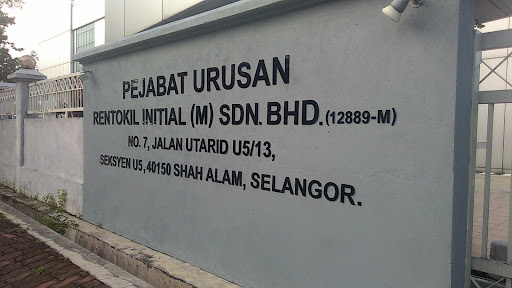 PEJABAT URUSAN
RENTOKIL INITIAL (M) SDN. BHD. (12889-M)
NO. 7, JALAN UTARID U5/13,
SEKSYEN U5, 40150 SHAH ALAM, SELANGOR.